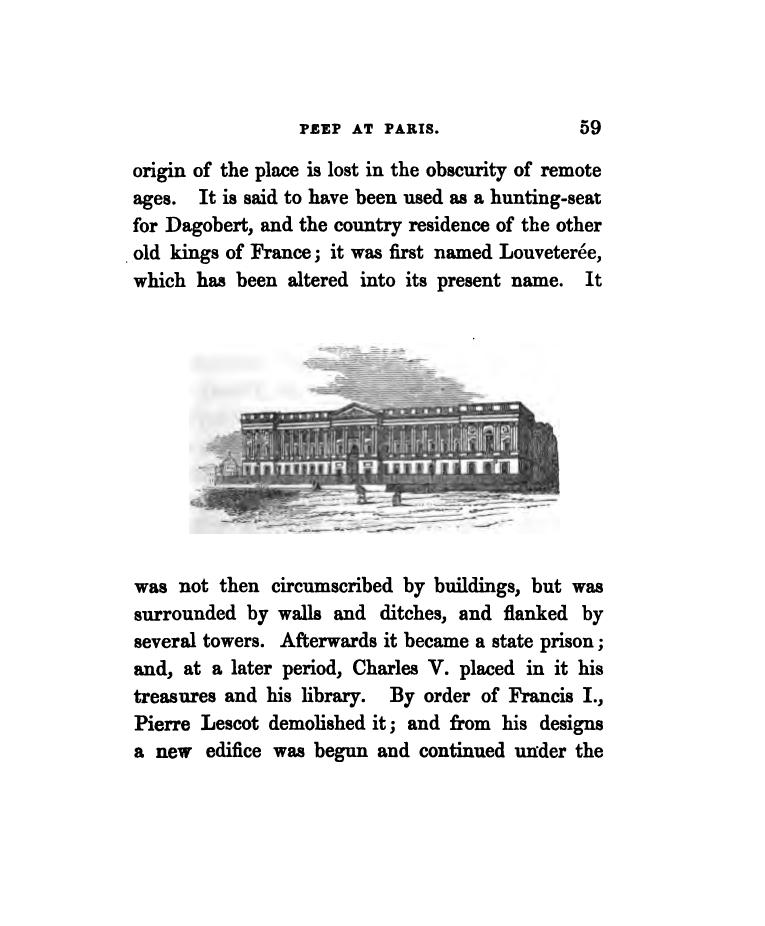 PEEP AT PARIS. 59
origin of the place is lost in the obscurity of remote
ages. It is said to have been used as a hunting-seat
for Dagobert, and the country residence of the other
old kings of France; it was first named Louveterée,
which has been altered into its present name. It
was not then circumscribed by buildings, but was
surrounded by walls and ditches, and flanked by
several towers. Afterwards it became a state prison;
and, at a later period, Charles V. placed in it his
treasures and his library. By order of Francis I.,
Pierre Lescot demolished it; and from his designs
a new edifice was begun and continued under the